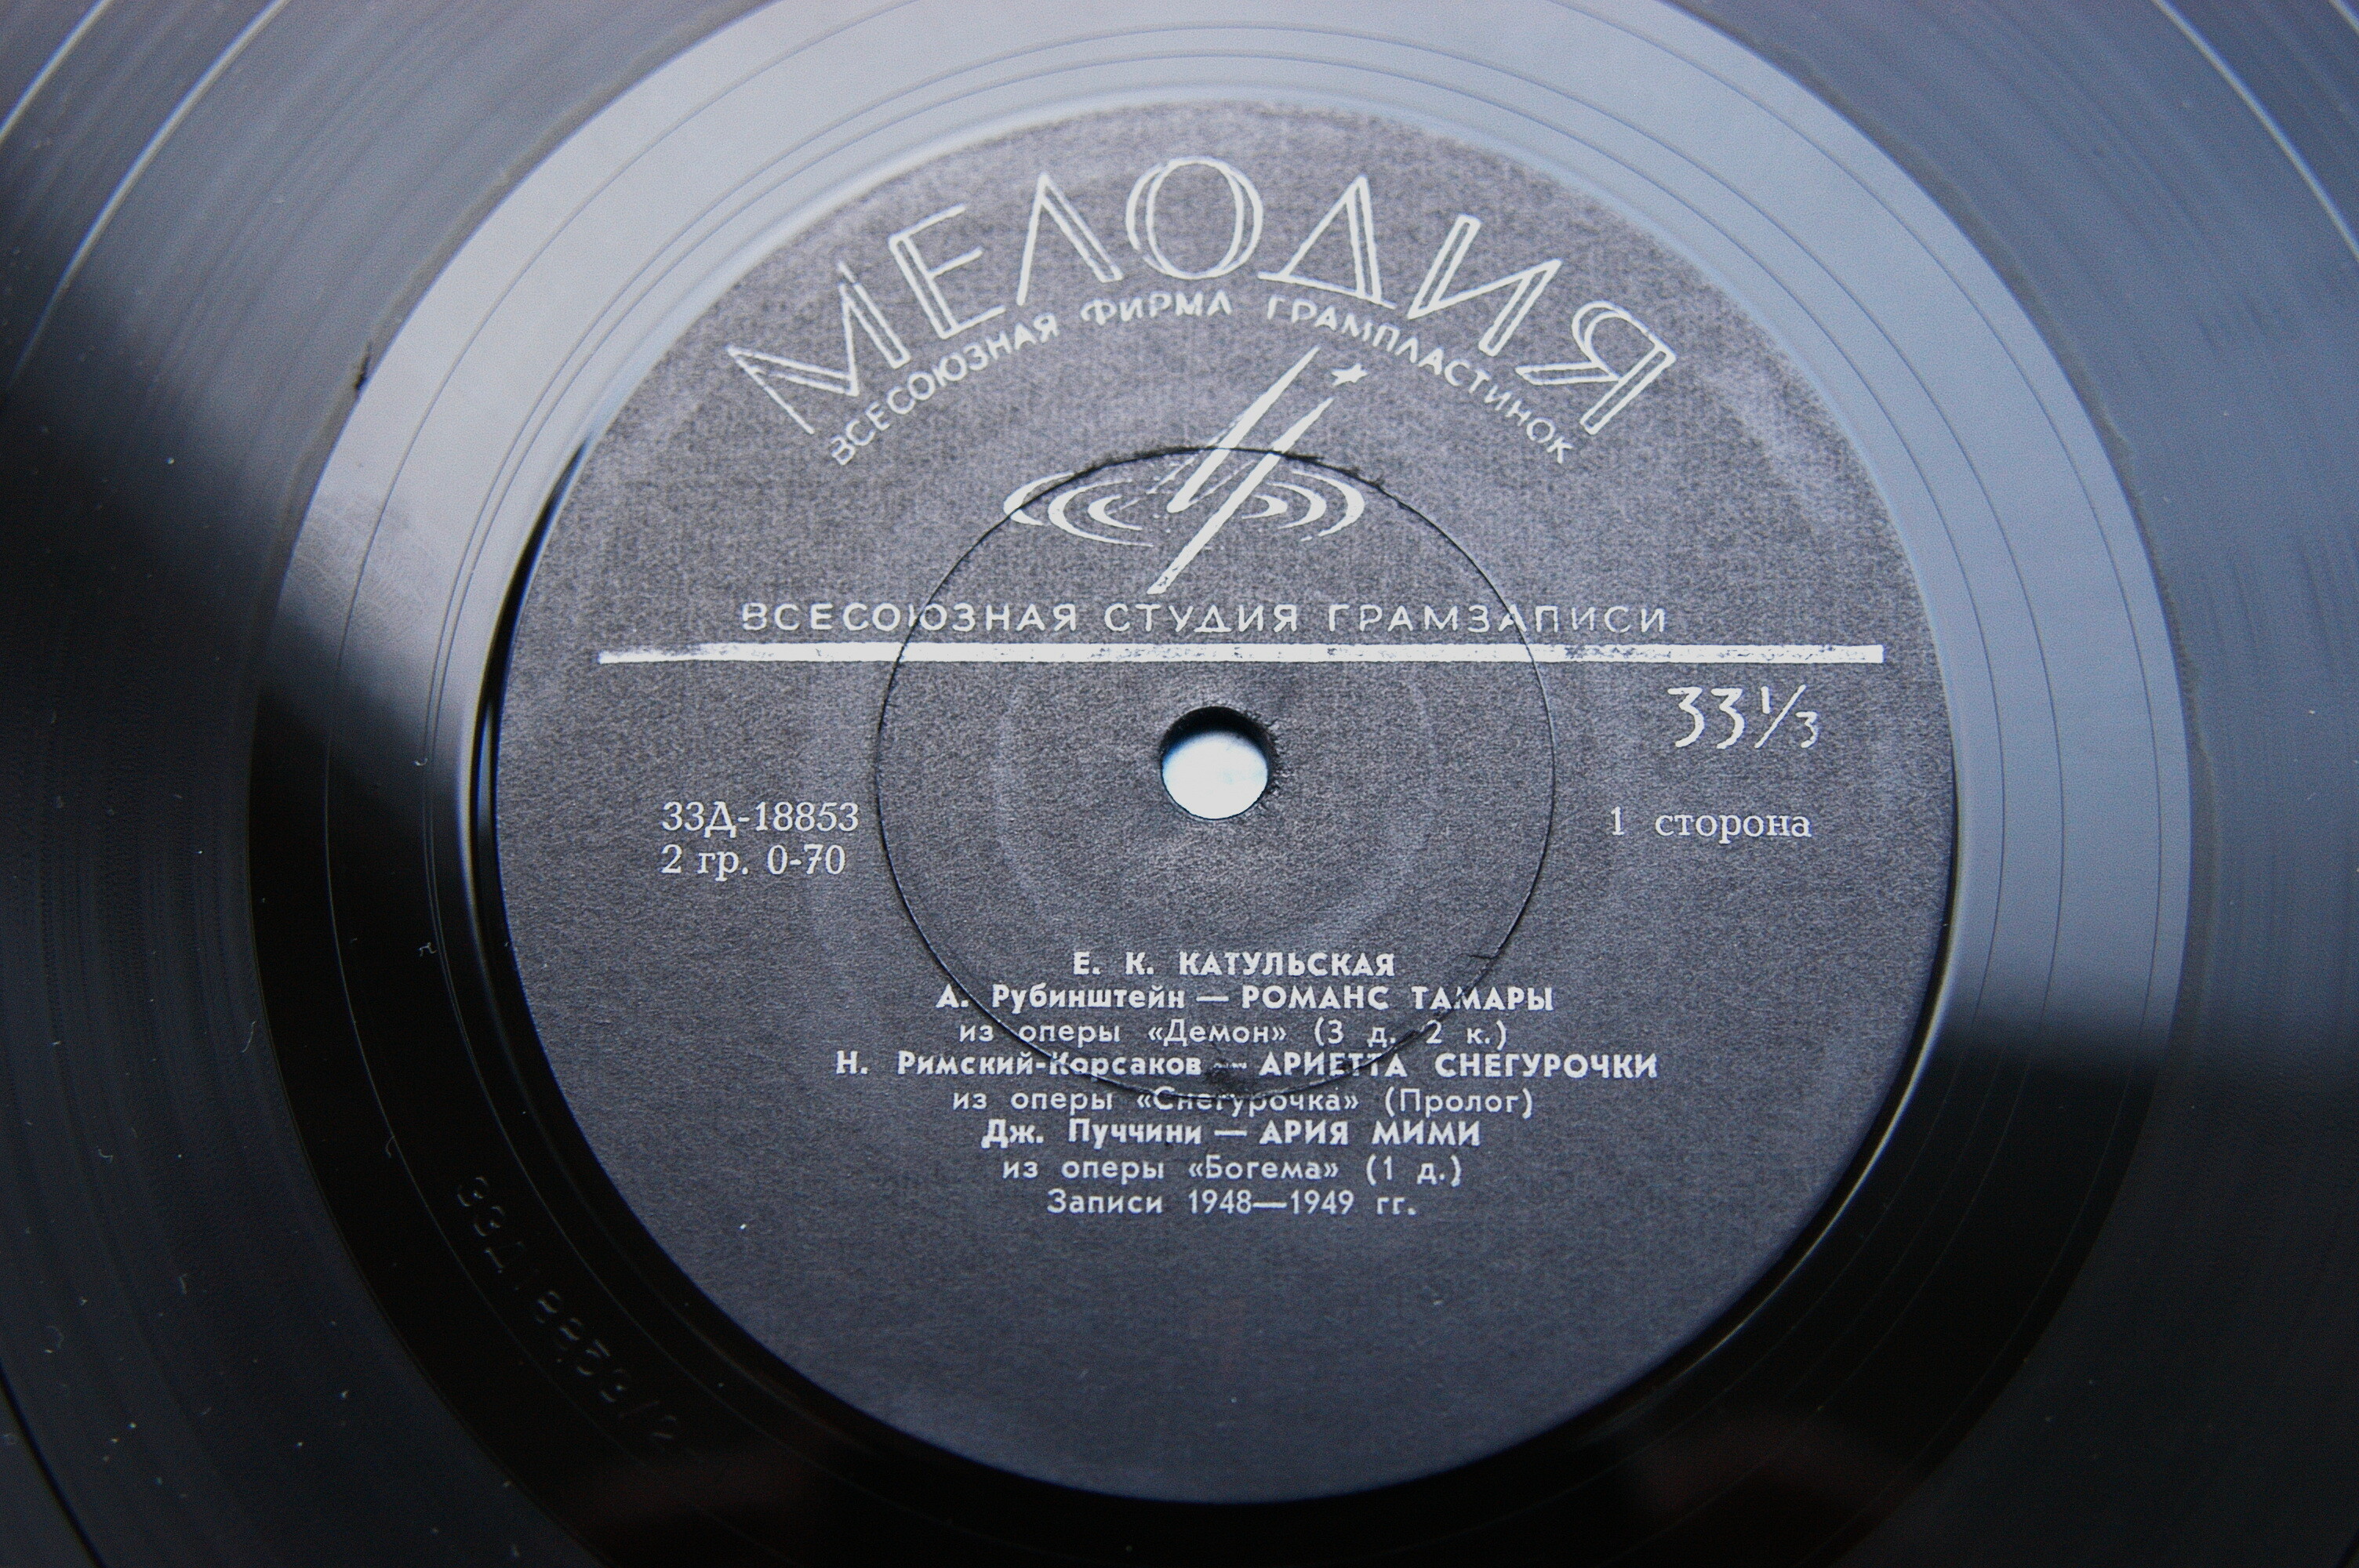 МЕЛОДИЯ
ВСЕСОЮЗНАЯ ФИРМА ГРАМПЛАСТИНОК
ВСЕСОЮЗНАЯ СТУДИЯ ГРАМЗАПИСИ
33⅓
33Д-18853
2 гр. 0-70
1 сторона
Е. К. КАТУЛЬСКАЯ
А. Рубинштейн — РОМАНС ТАМАРЫ
из оперы «Демон» (3 д. 2 к.)
Н. Римский-Корсаков — АРИЕТТА СНЕГУРОЧКИ
из оперы «Снегурочка» (Пролог)
Дж. Пуччини — АРИЯ МИМИ
из оперы «Богема» (1 д.)
Записи 1948—1949 гг.
33Д18853/2